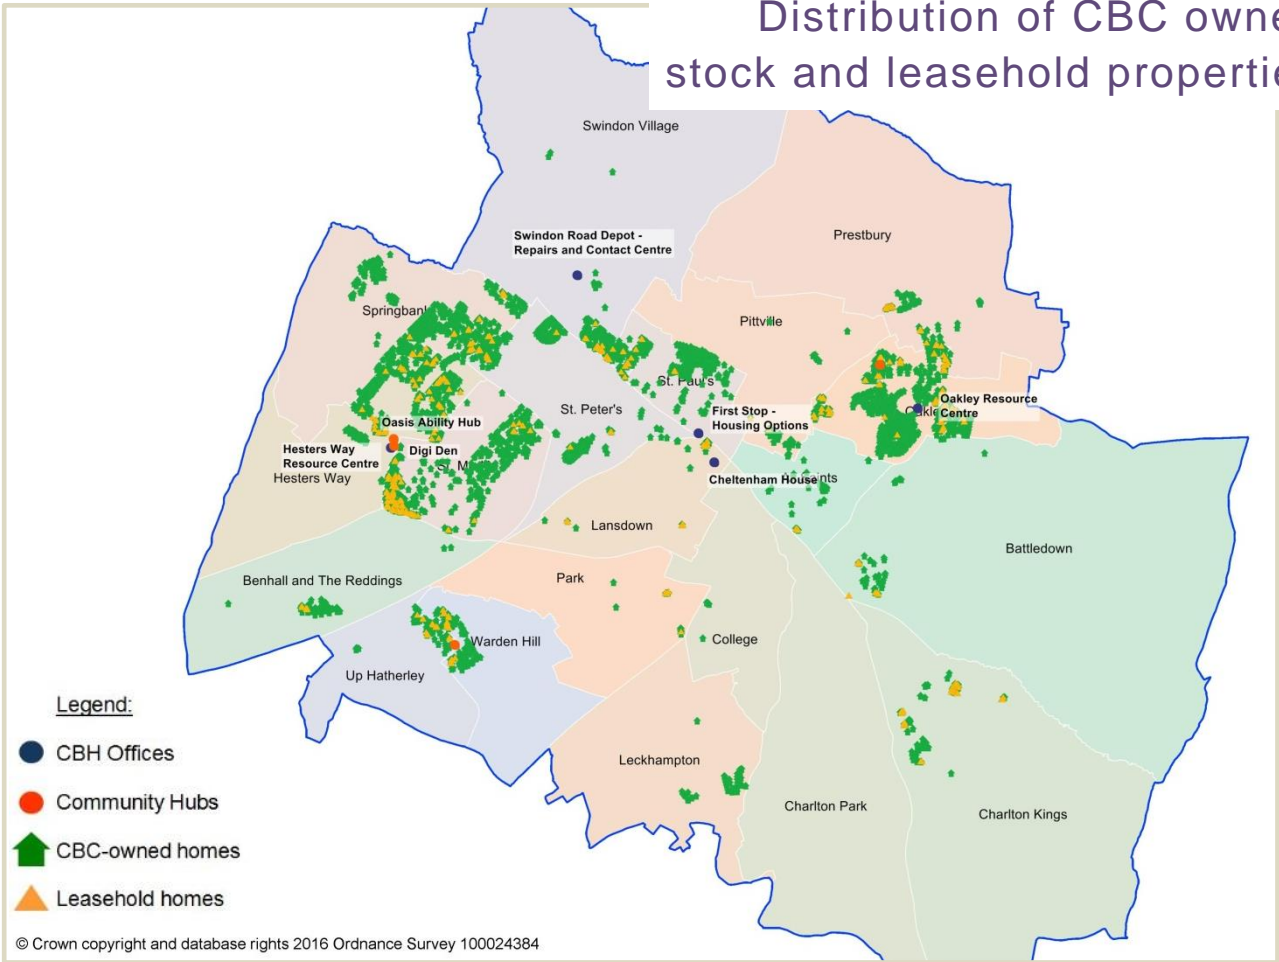 Distribution of CBC owne
stock and leasehold propertie
Swindon Village
Prestbury
Swindon Road Depot -
Repairs and Contact Centre
Springban
Pittville
St. Paul's
St. Peter's
First Stop -
Housing Options
Oakley Resource
Centre
Oasis Ability Hub
Hesters Way
Resource Centre
Digi Den
St. M
Hesters Way
Cheltenham House
Lansdown
Battledown
Benhall and The Reddings
Park
College
Warden Hill
Up Hatherley
Leckhampton
Charlton Park
Charlton Kings
Legend:
CBH Offices
Community Hubs
CBC-owned homes
Leasehold homes
© Crown copyright and database rights 2016 Ordnance Survey 100024384